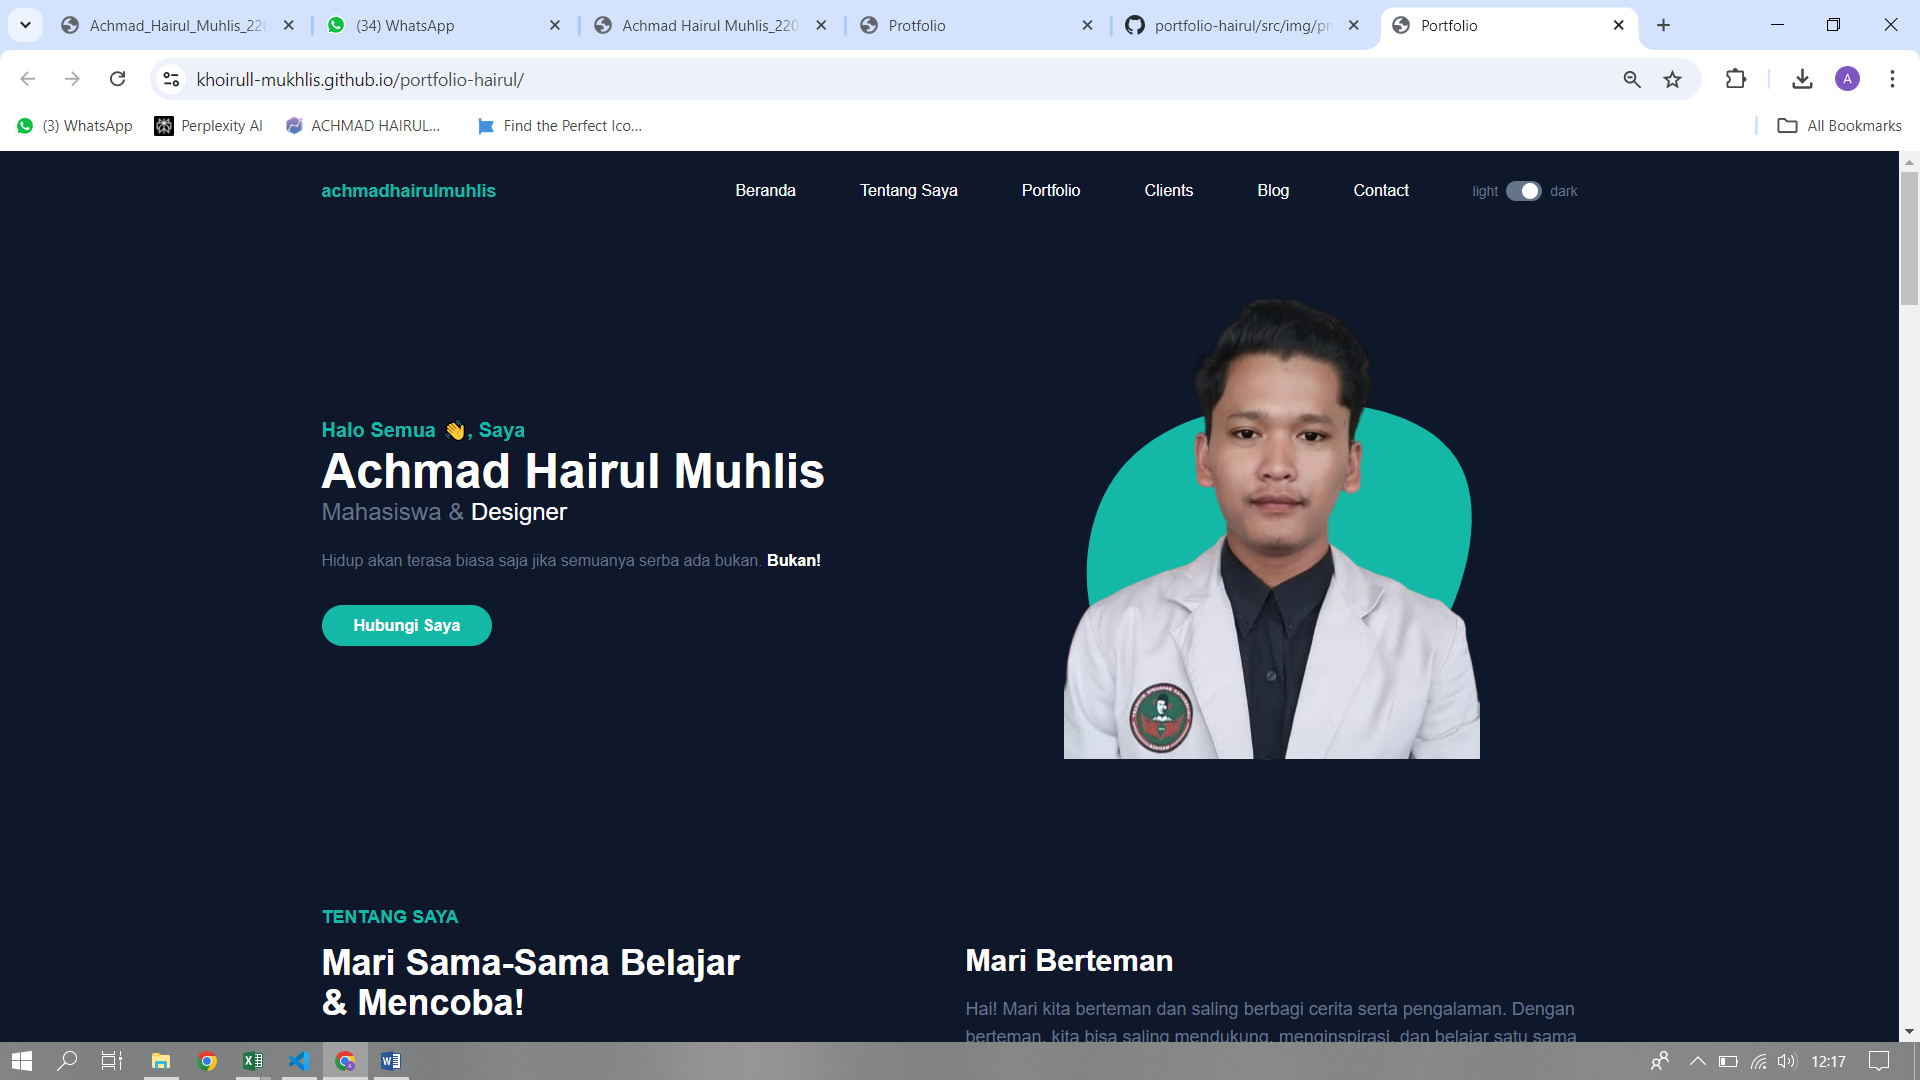 Achmad_Hairul_Muhlis_220
(34) WhatsApp
Achmad Hairul Muhlis_220
Protfolio
portfolio-hairul/src/img/pr
Portfolio
khoirull-mukhlis.github.io/portfolio-hairul/
A
(3) WhatsApp
Perplexity AI
ACHMAD HAIRUL...
Find the Perfect Ico...
All Bookmarks
achmadhairulmuhlis
Beranda
Tentang Saya
Portfolio
Clients
Blog
Contact
light
dark
Halo Semua 👋, Saya
Achmad Hairul Muhlis
Mahasiswa & Designer
Hidup akan terasa biasa saja jika semuanya serba ada bukan. Bukan!
Hubungi Saya
TENTANG SAYA
Mari Sama-Sama Belajar
& Mencoba!
Mari Berteman
Hai! Mari kita berteman dan saling berbagi cerita serta pengalaman. Dengan
berteman, kita bisa saling mendukung, menginspirasi, dan belajar satu sama
12:17